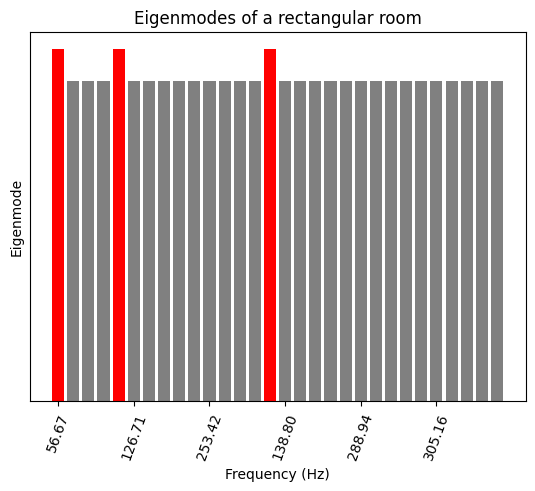 Eigenmodes of a rectangular room
Eigenmode
56.67
126.71
253.42
138.80
288.94
305.16
Frequency (Hz)